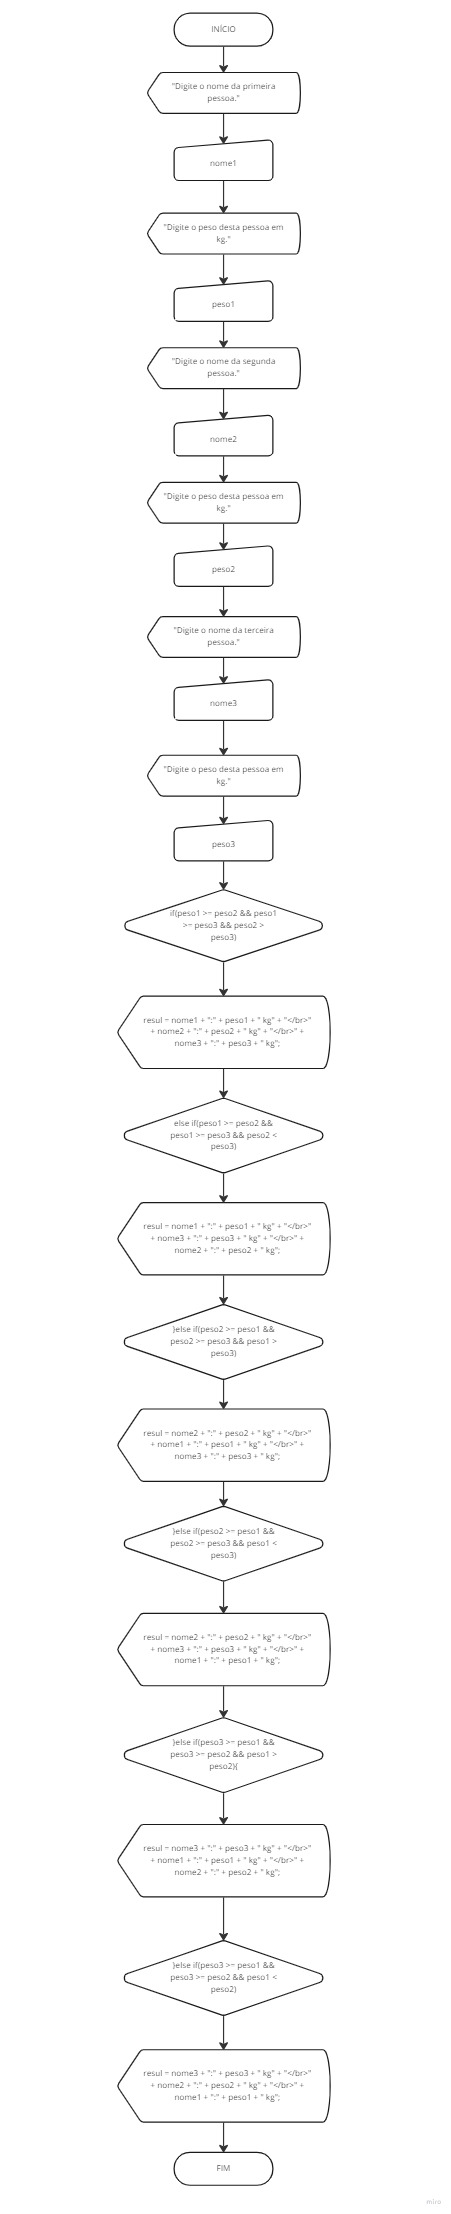 INÍCIO
"Digite o nome da primeira
pessoa."
nome1
"Digite o peso desta pessoa em
kg."
peso1
"Digite o nome da segunda
pessoa."
nome2
"Digite o peso desta pessoa em
kg."
peso2
"Digite o nome da terceira
pessoa."
nome3
"Digite o peso desta pessoa em
kg."
peso3
if(peso1 >= peso2 && peso1
>= peso3 && peso2 >
peso3)
resul = nome1 + ":" + peso1 + " kg" + "</br>"
+ nome2 + ":" + peso2 + " kg" + "</br>" +
nome3 + ":" + peso3 + " kg";
else if(peso1 >= peso2 &&
peso1 >= peso3 && peso2 <
peso3)
resul = nome1 + ":" + peso1 + " kg" + "</br>"
+ nome3 + ":" + peso3 + " kg" + "</br>" +
nome2 + ":" + peso2 + " kg";
}else if(peso2 >= peso1 &&
peso2 >= peso3 && peso1 >
peso3)
resul = nome2 + ":" + peso2 + " kg" + "</br>"
+ nome1 + ":" + peso1 + " kg" + "</br>" +
nome3 + ":" + peso3 + " kg";
}else if(peso2 >= peso1 &&
peso2 >= peso3 && peso1 <
peso3)
resul = nome2 + ":" + peso2 + " kg" + "</br>"
+ nome3 + ":" + peso3 + " kg" + "</br>" +
nome1 + ":" + peso1 + " kg";
}else if(peso3 >= peso1 &&
peso3 >= peso2 && peso1 >
peso2){
resul = nome3 + ":" + peso3 + " kg" + "</br>"
+ nome1 + ":" + peso1 + " kg" + "</br>" +
nome2 + ":" + peso2 + " kg";
}else if(peso3 >= peso1 &&
peso3 >= peso2 && peso1 <
peso2)
resul = nome3 + ":" + peso3 + " kg" + "</br>"
+ nome2 + ":" + peso2 + " kg" + "</br>" +
nome1 + ":" + peso1 + " kg";
FIM
miro